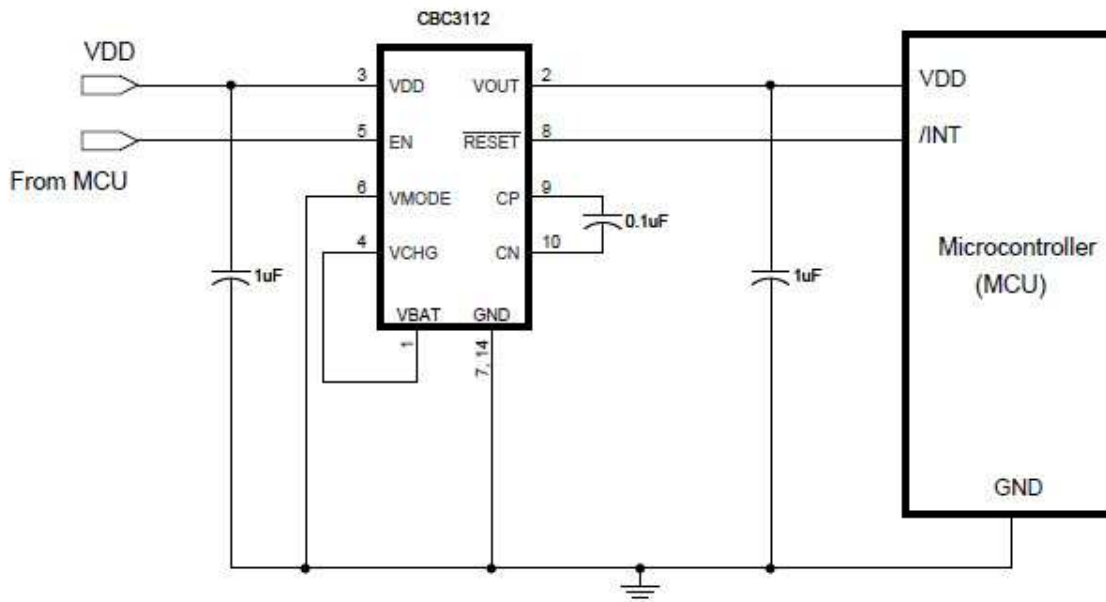 CBC3112
VDD
From MCU
3
5
6
4
VDD
EN
VMODE
VCHG
VBAT
GND
VOUT
RESET
CP
CN
1
7, 14
2
8
9
10
0.1uF
1uF
1uF
VDD
/INT
Microcontroller
(MCU)
GND